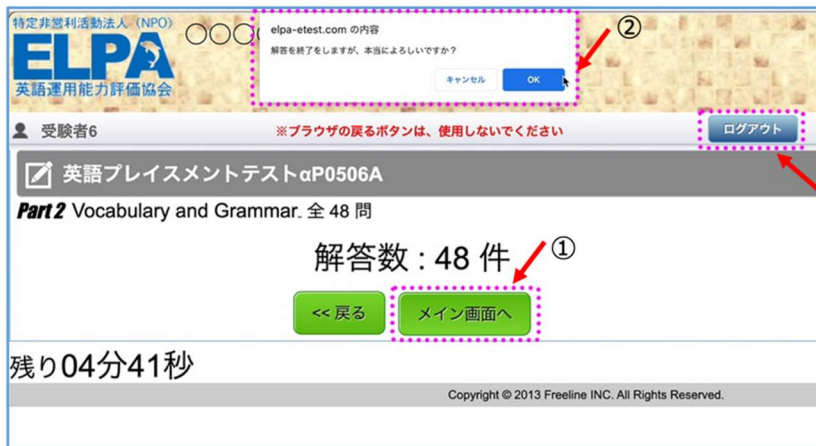 特定非営利活動法人(NPO)
ELPA
英語運用能力評価協会
○○○
elpa-etest.com の内容
解答を終了をしますが、本当によろしいですか?
キャンセル
OK
②
受験者6
※ブラウザの戻るボタンは、使用しないでください
ログアウト
英語プレイスメントテストαP0506A
Part 2 Vocabulary and Grammar. 全 48 問
解答数 : 48 件
①
<< 戻る
メイン画面へ
残り04分41秒
Copyright © 2013 Freeline INC. All Rights Reserved.